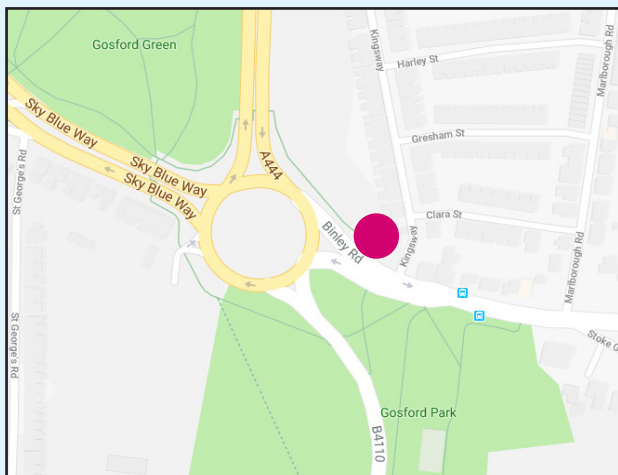 Gosford Green
Kingsway
Harley St
Marlborough Rd
Sky Blue Way
Sky Blue Way
Sky Blue Way
A444
Gresham St
St George's Rd
Clara St
Binley Rd
Kingsway
Marlborough Rd
St George's Rd
Stoke G
Gosford Park
B4110